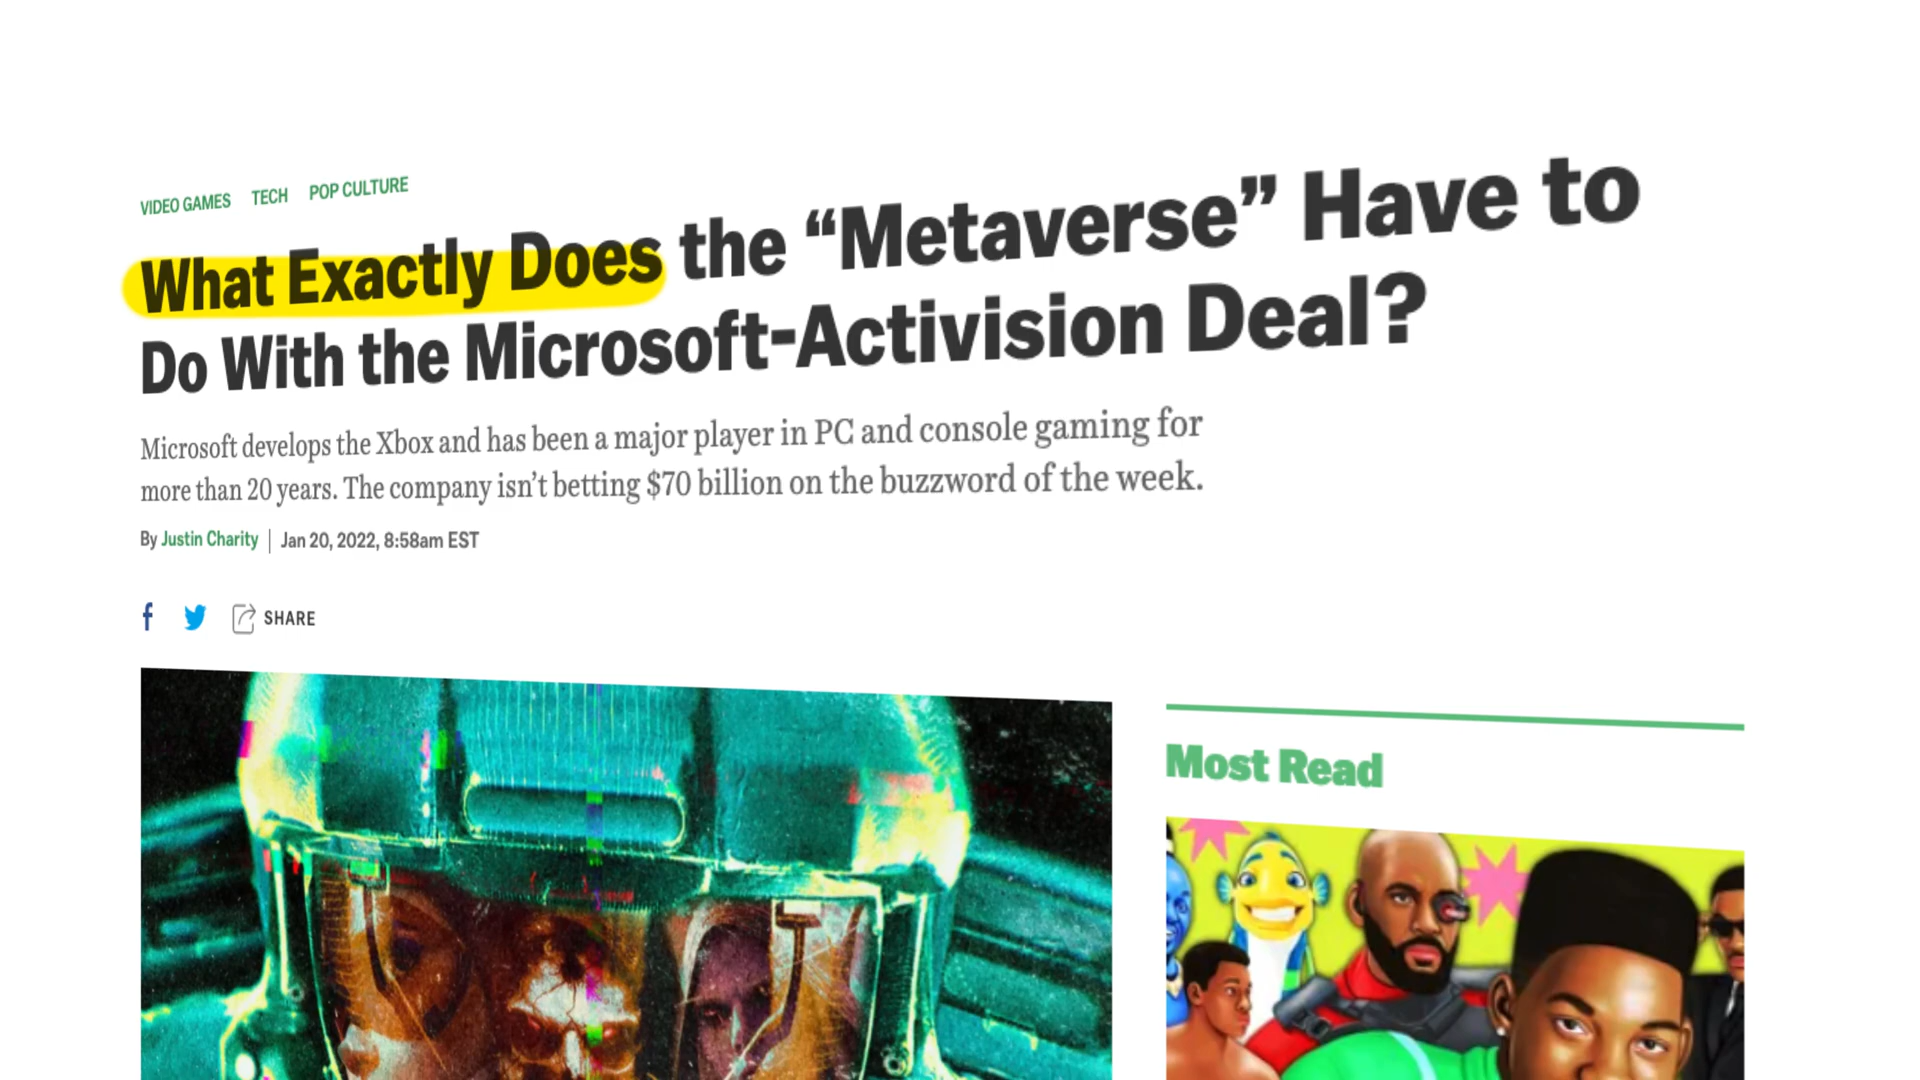 VIDEO GAMES TECH POP CULTURE
What Exactly Does the “Metaverse” Have to
Do With the Microsoft-Activision Deal?
Microsoft develops the Xbox and has been a major player in PC and console gaming for
more than 20 years. The company isn’t betting $70 billion on the buzzword of the week.
By Justin Charity | Jan 20, 2022, 8:58am EST
SHARE
Most Read